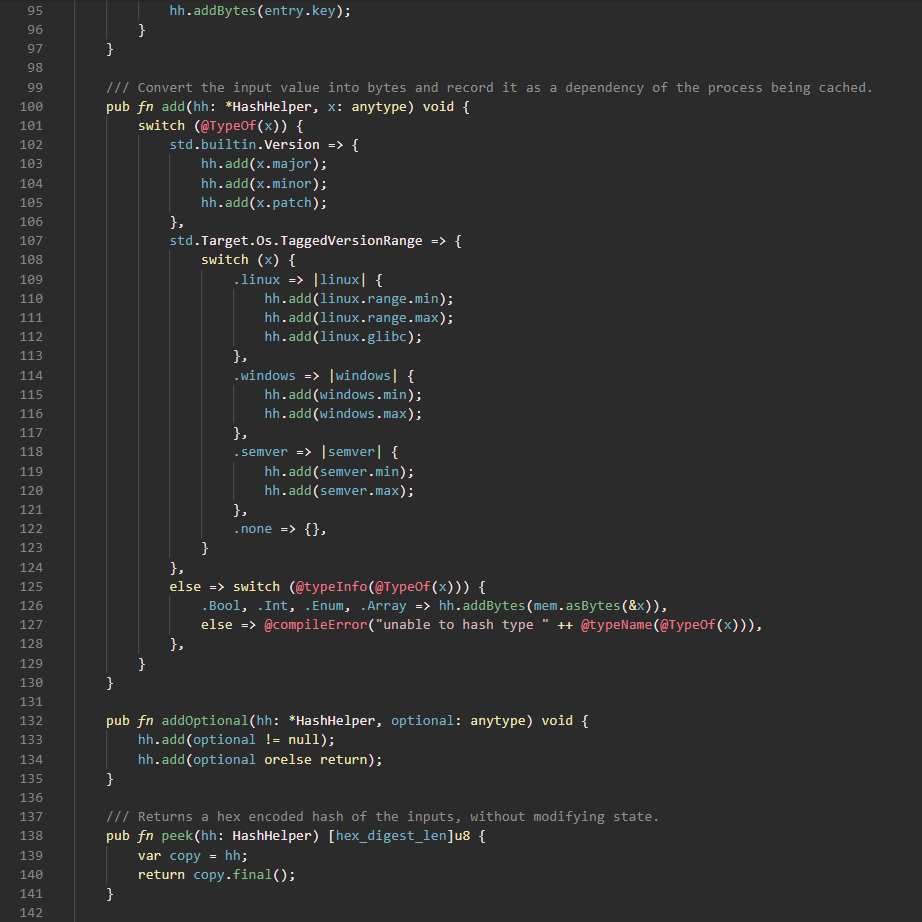 95 hh.addBytes(entry.key);
96 }
97 }
98
99 /// Convert the input value into bytes and record it as a dependency of the process being cached.
100 pub fn add(hh: *HashHelper, x: anytype) void {
101 switch (@TypeOf(x)) {
102 std.builtin.Version => {
103 hh.add(x.major);
104 hh.add(x.minor);
105 hh.add(x.patch);
106 },
107 std.Target.Os.TaggedVersionRange => {
108 switch (x) {
109 .linux => |linux| {
110 hh.add(linux.range.min);
111 hh.add(linux.range.max);
112 hh.add(linux.glibc);
113 },
114 .windows => |windows| {
115 hh.add(windows.min);
116 hh.add(windows.max);
117 },
118 .semver => |semver| {
119 hh.add(semver.min);
120 hh.add(semver.max);
121 },
122 .none => {},
123 }
124 },
125 else => switch (@typeInfo(@TypeOf(x))) {
126 .Bool, .Int, .Enum, .Array => hh.addBytes(mem.asBytes(&x)),
127 else => @compileError("unable to hash type " ++ @typeName(@TypeOf(x))),
128 },
129 }
130 }
131
132 pub fn addOptional(hh: *HashHelper, optional: anytype) void {
133 hh.add(optional != null);
134 hh.add(optional orelse return);
135 }
136
137 /// Returns a hex encoded hash of the inputs, without modifying state.
138 pub fn peek(hh: HashHelper) [hex_digest_len]u8 {
139 var copy = hh;
140 return copy.final();
141 }
142